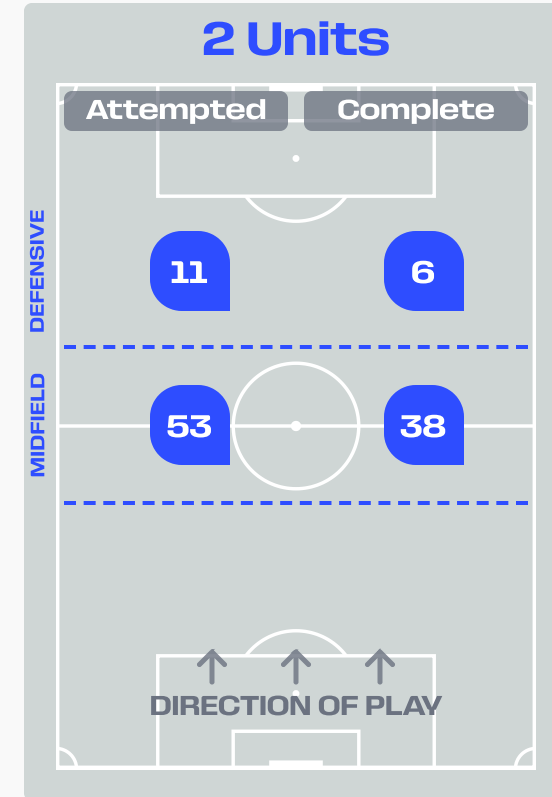 2 Units
Attempted Complete
DEFENSIVE
11 6
MIDFIELD
53 38
DIRECTION OF PLAY